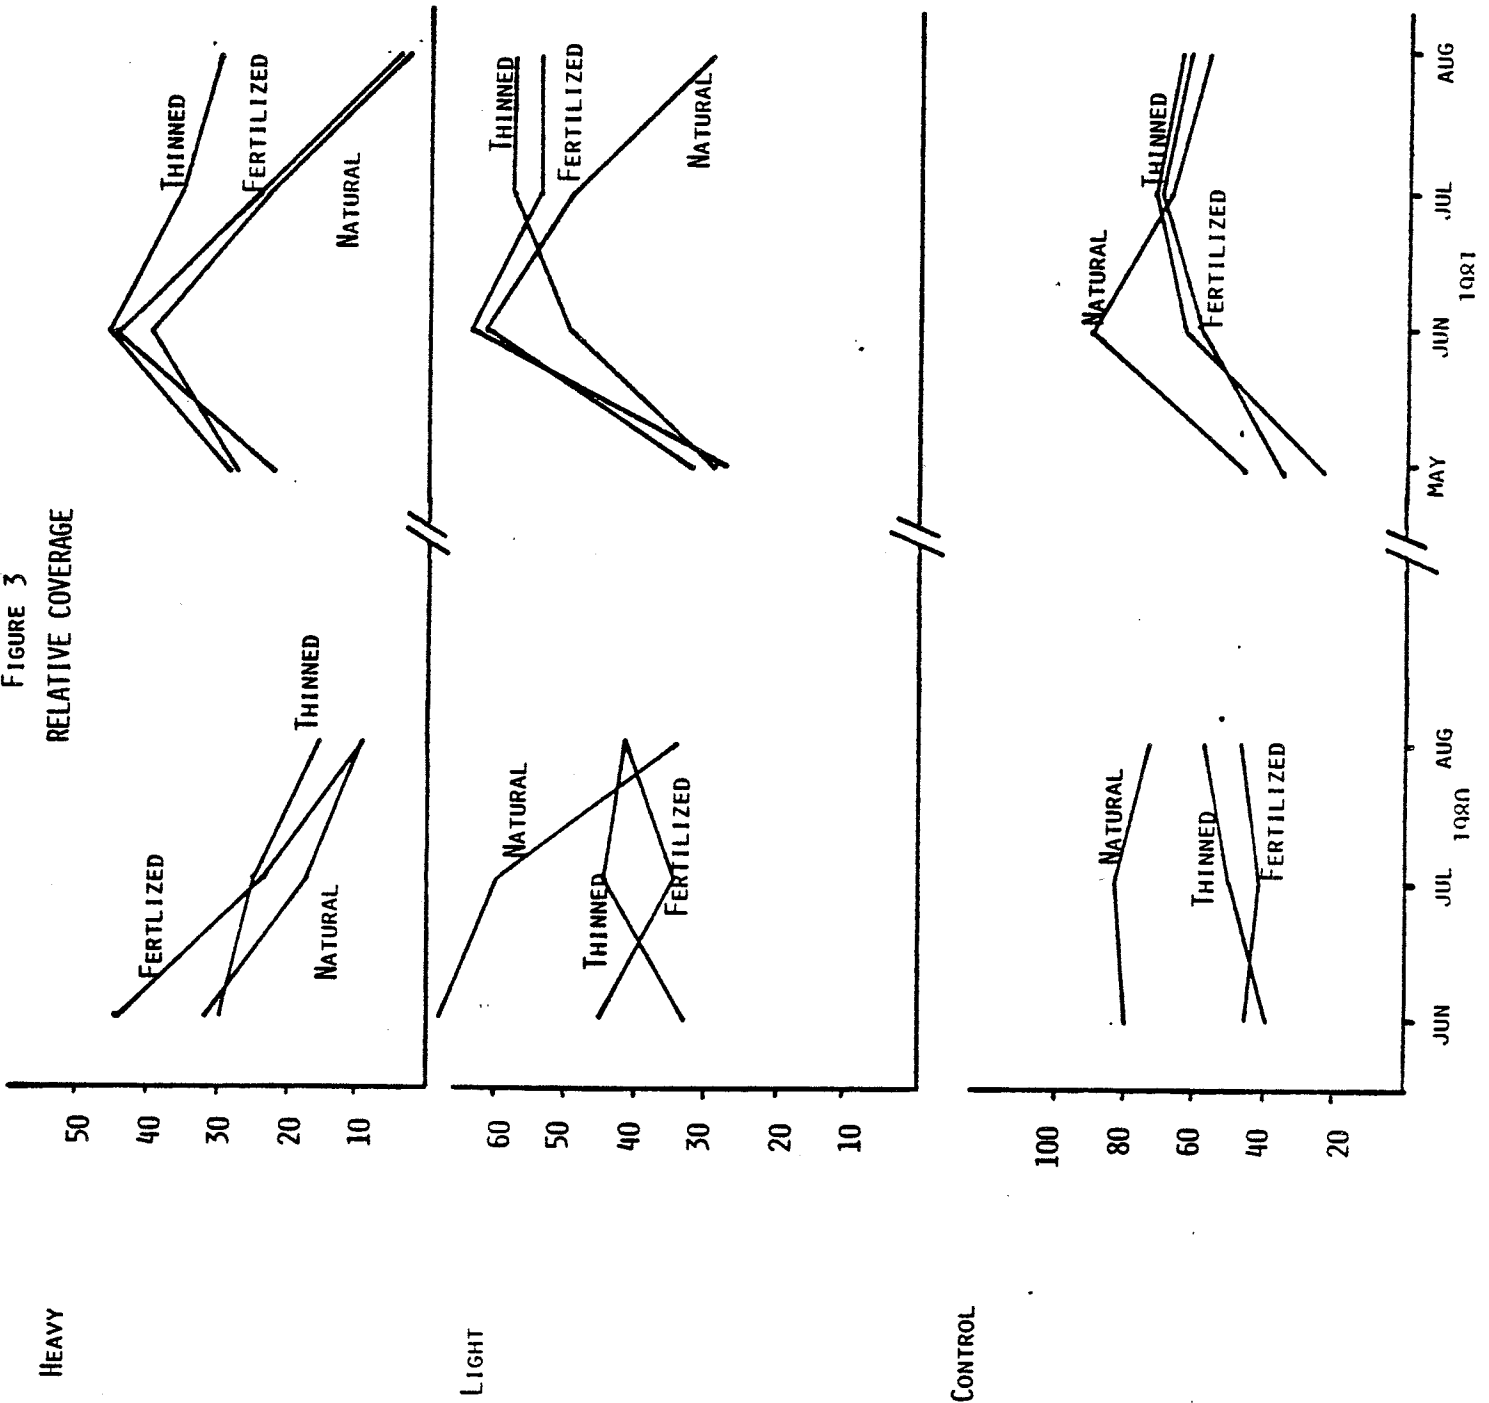 FIGURE 3
RELATIVE COVERAGE
HEAVY
50
40
30
20
10
FERTLIZED
NATURAL
THINNED
THINNED
FERTILIZED
NATURAL
LIGHT
60
50
40
30
20
10
NATURAL
THINNED
FERTILIZED
THINNED
FERTILIZED
NATURAL
CONTROL
100
80
60
40
20
NATURAL
THINNED
FERTILIZED
NATURAL
THINNED
FERTILIZED
JUN JUL AUG MAY JUN JUL AUG
1980 1981